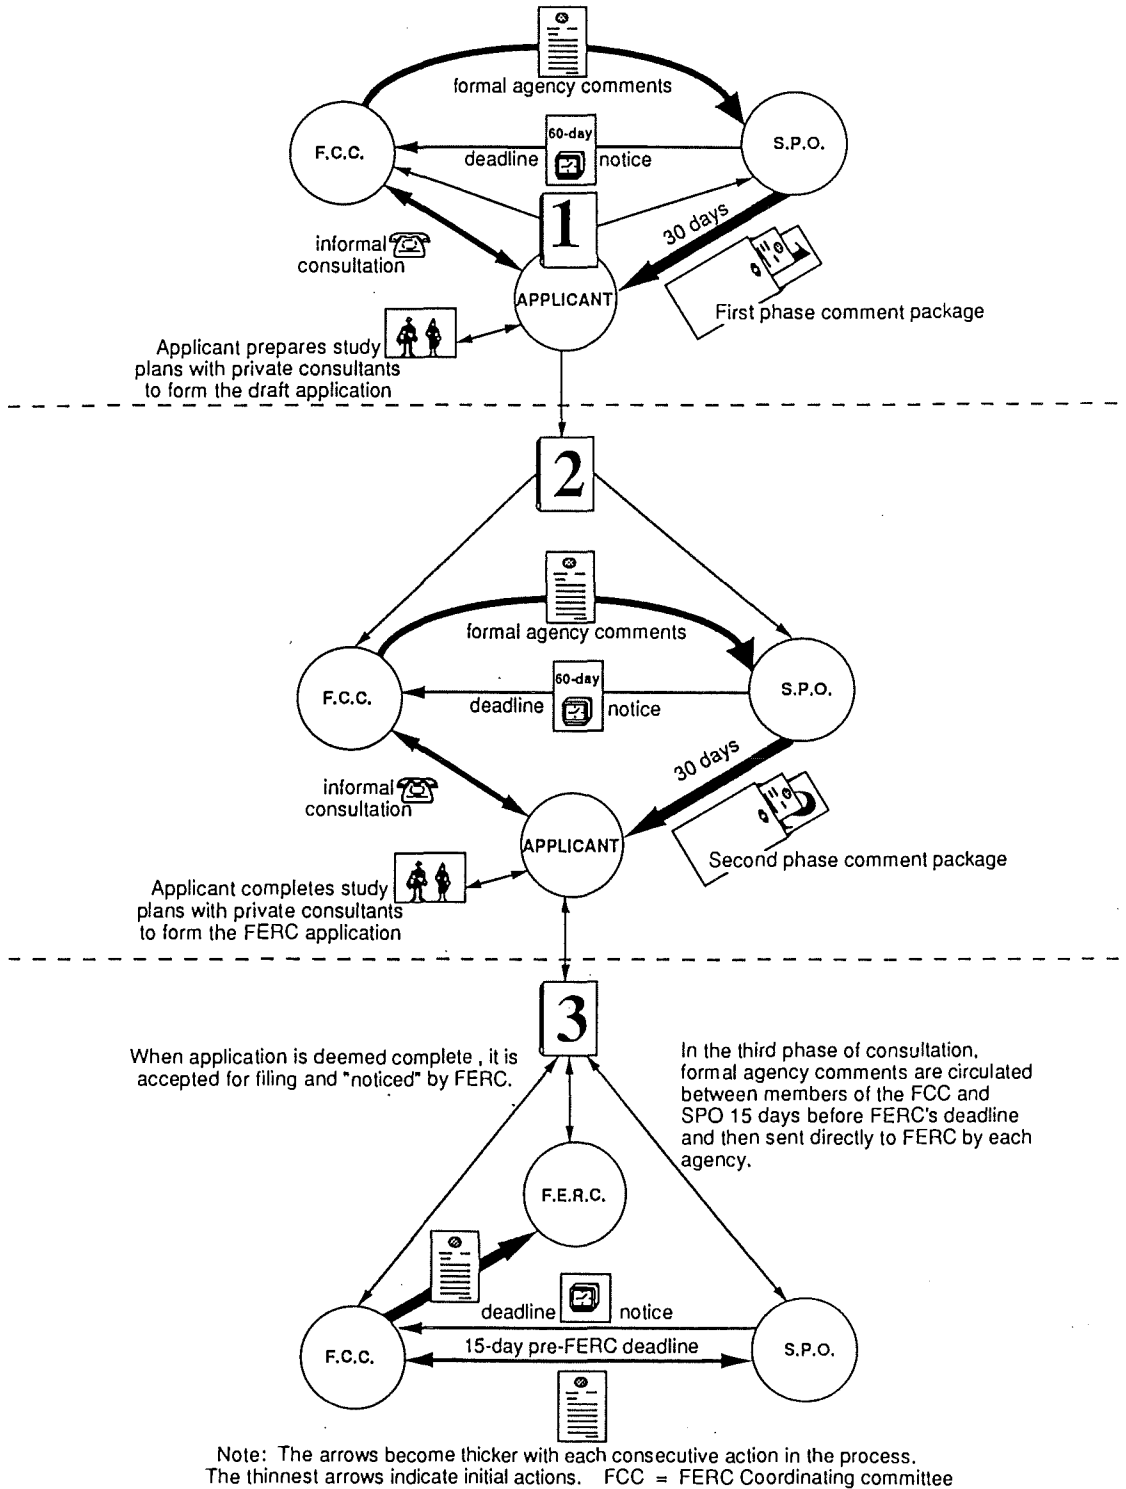 formal agency comments
F.C.C.
60-day
deadline
notice
S.P.O.
1
30 days
informal
consultation
APPLICANT
First phase comment package
Applicant prepares study
plans with private consultants
to form the draft application
2
formal agency comments
F.C.C.
60-day
deadline
notice
S.P.O.
30 days
informal
consultation
APPLICANT
Second phase comment package
Applicant completes study
plans with private consultants
to form the FERC application
3
When application is deemed complete , it is
accepted for filing and "noticed" by FERC.
In the third phase of consultation,
formal agency comments are circulated
between members of the FCC and
SPO 15 days before FERC's deadline
and then sent directly to FERC by each
agency.
F.E.R.C.
deadline
notice
F.C.C.
15-day pre-FERC deadline
S.P.O.
Note: The arrows become thicker with each consecutive action in the process.
The thinnest arrows indicate initial actions. FCC = FERC Coordinating committee